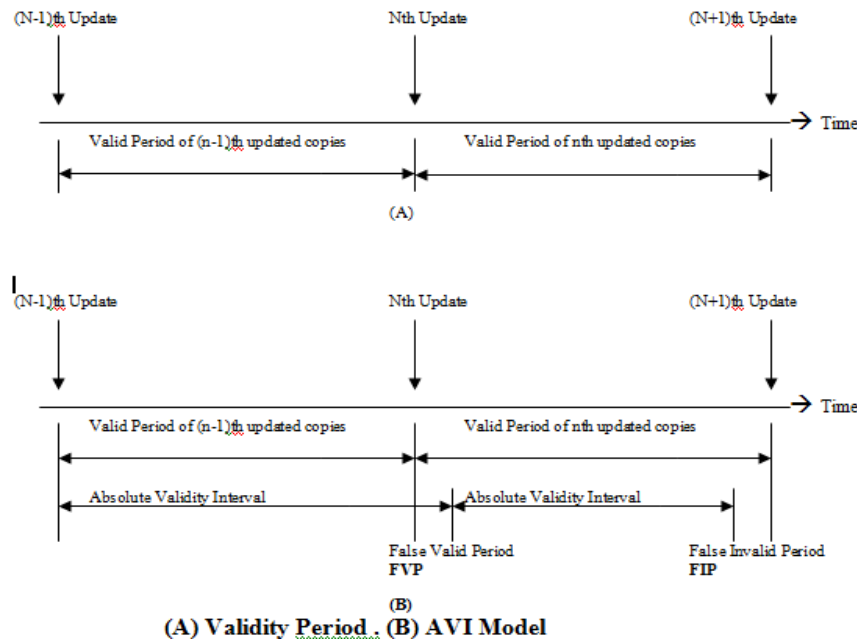 (N-1)th Update Nth Update (N+1)th Update
Time
Valid Period of (n-1)th updated copies Valid Period of nth updated copies
(A)
(N-1)th Update Nth Update (N+1)th Update
Time
Valid Period of (n-1)th updated copies Valid Period of nth updated copies
Absolute Validity Interval Absolute Validity Interval
False Valid Period False Invalid Period
FVP FIP
(B)
(A) Validity Period . (B) AVI Model